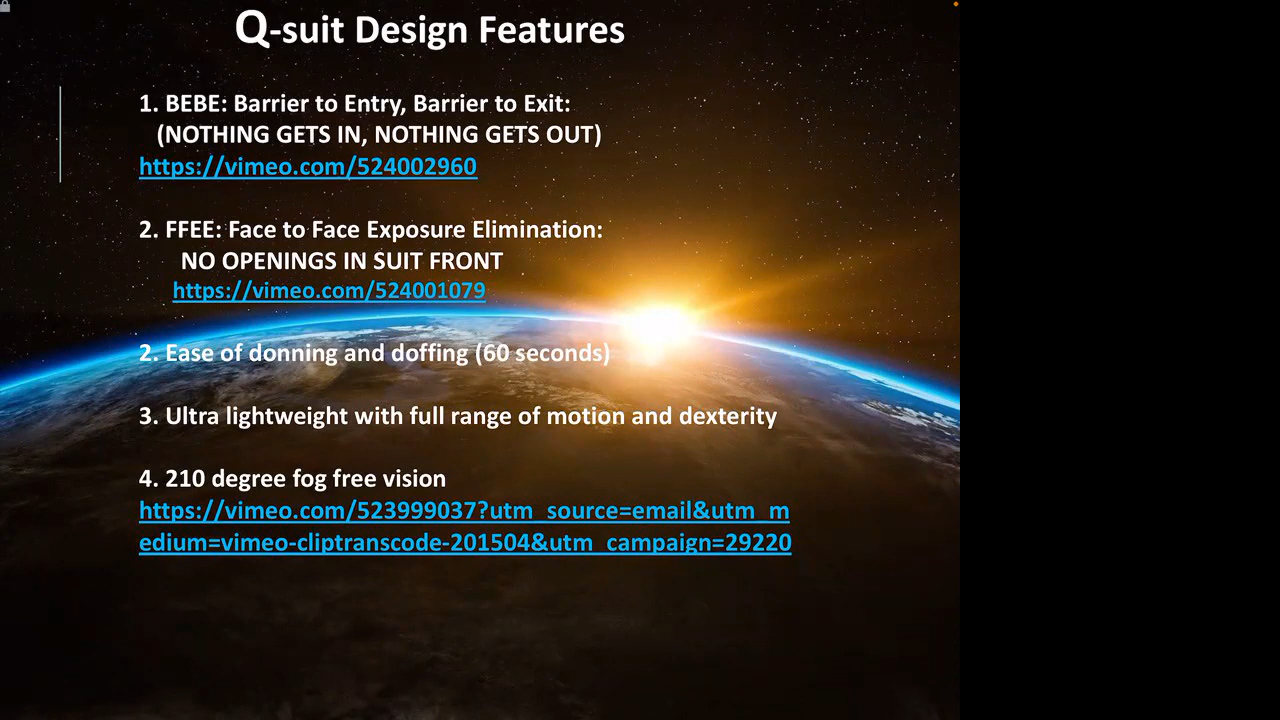 Q-suit Design Features
1. BEBE: Barrier to Entry, Barrier to Exit:
(NOTHING GETS IN, NOTHING GETS OUT)
https://vimeo.com/524002960
2. FFEE: Face to Face Exposure Elimination:
NO OPENINGS IN SUIT FRONT
https://vimeo.com/524001079
2. Ease of donning and doffing (60 seconds)
3. Ultra lightweight with full range of motion and dexterity
4. 210 degree fog free vision
https://vimeo.com/523999037?utm_source=email&utm_m
edium=vimeo-cliptranscode-201504&utm_campaign=29220